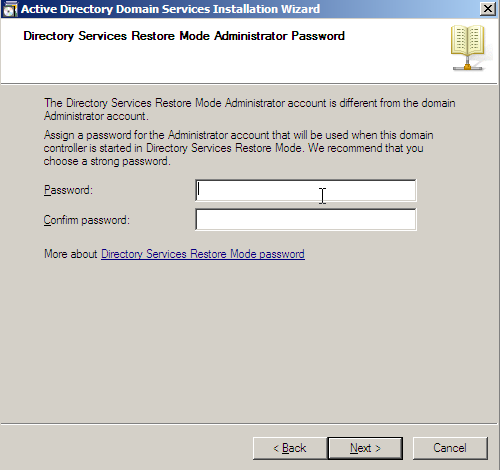 Active Directory Domain Services Installation Wizard
Directory Services Restore Mode Administrator Password
The Directory Services Restore Mode Administrator account is different from the domain
Administrator account.
Assign a password for the Administrator account that will be used when this domain
controller is started in Directory Services Restore Mode. We recommend that you
choose a strong password.
Password:
Confirm password:
More about Directory Services Restore Mode password
< Back Next > Cancel